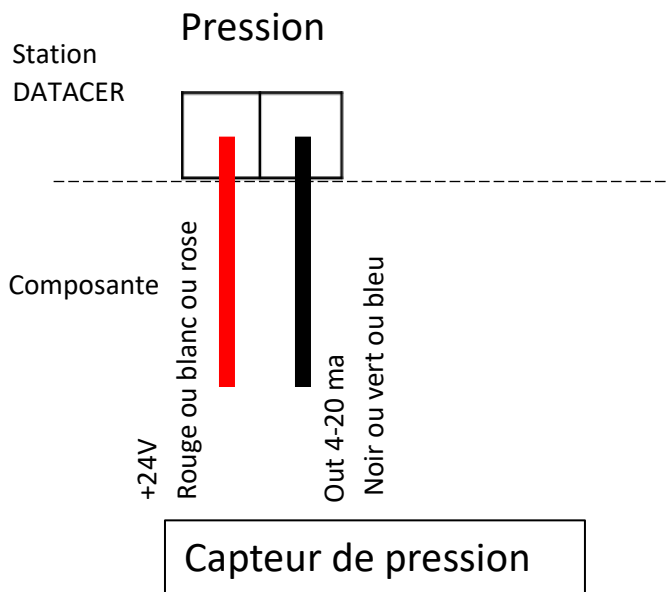 Pression
Station
DATACER
Composante
+24V
Rouge ou blanc ou rose
Out 4-20 ma
Noir ou vert ou bleu
Capteur de pression